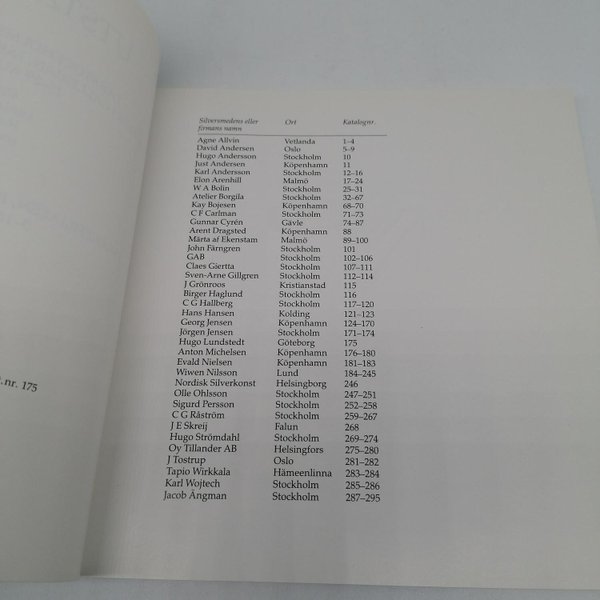 Silversmedens eller Ort Katalognr.
firmans namn
Agne Allvin Vetlanda 1–4
David Andersen Oslo 5–9
Hugo Andersson Stockholm 10
Just Andersen Köpenhamn 11
Karl Andersson Stockholm 12–16
Elon Arenhill Malmö 17–24
W A Bolin Stockholm 25–31
Atelier Borgila Stockholm 32–67
Kay Bojesen Köpenhamn 68–70
C F Carlman Stockholm 71–73
Gunnar Cyrén Gävle 74–87
Arent Dragsted Köpenhamn 88
Märta af Ekenstam Malmö 89–100
John Färngren Stockholm 101
GAB Stockholm 102–106
Claes Giertta Stockholm 107–111
Sven-Arne Gillgren Stockholm 112–114
J Grönroos Kristianstad 115
Birger Haglund Stockholm 116
C G Hallberg Stockholm 117–120
Hans Hansen Kolding 121–123
Georg Jensen Köpenhamn 124–170
Jörgen Jensen Stockholm 171–174
Hugo Lundstedt Göteborg 175
Anton Michelsen Köpenhamn 176–180
Evald Nielsen Köpenhamn 181–183
Wiwen Nilsson Lund 184–245
Nordisk Silverkonst Helsingborg 246
Olle Ohlsson Stockholm 247–251
Sigurd Persson Stockholm 252–258
C G Råström Stockholm 259–267
J E Skreij Falun 268
Hugo Strömdahl Stockholm 269–274
Oy Tillander AB Helsingfors 275–280
J Tostrup Oslo 281–282
Tapio Wirkkala Hämeenlinna 283–284
Karl Wojtech Stockholm 285–286
Jacob Ängman Stockholm 287–295
.nr. 175